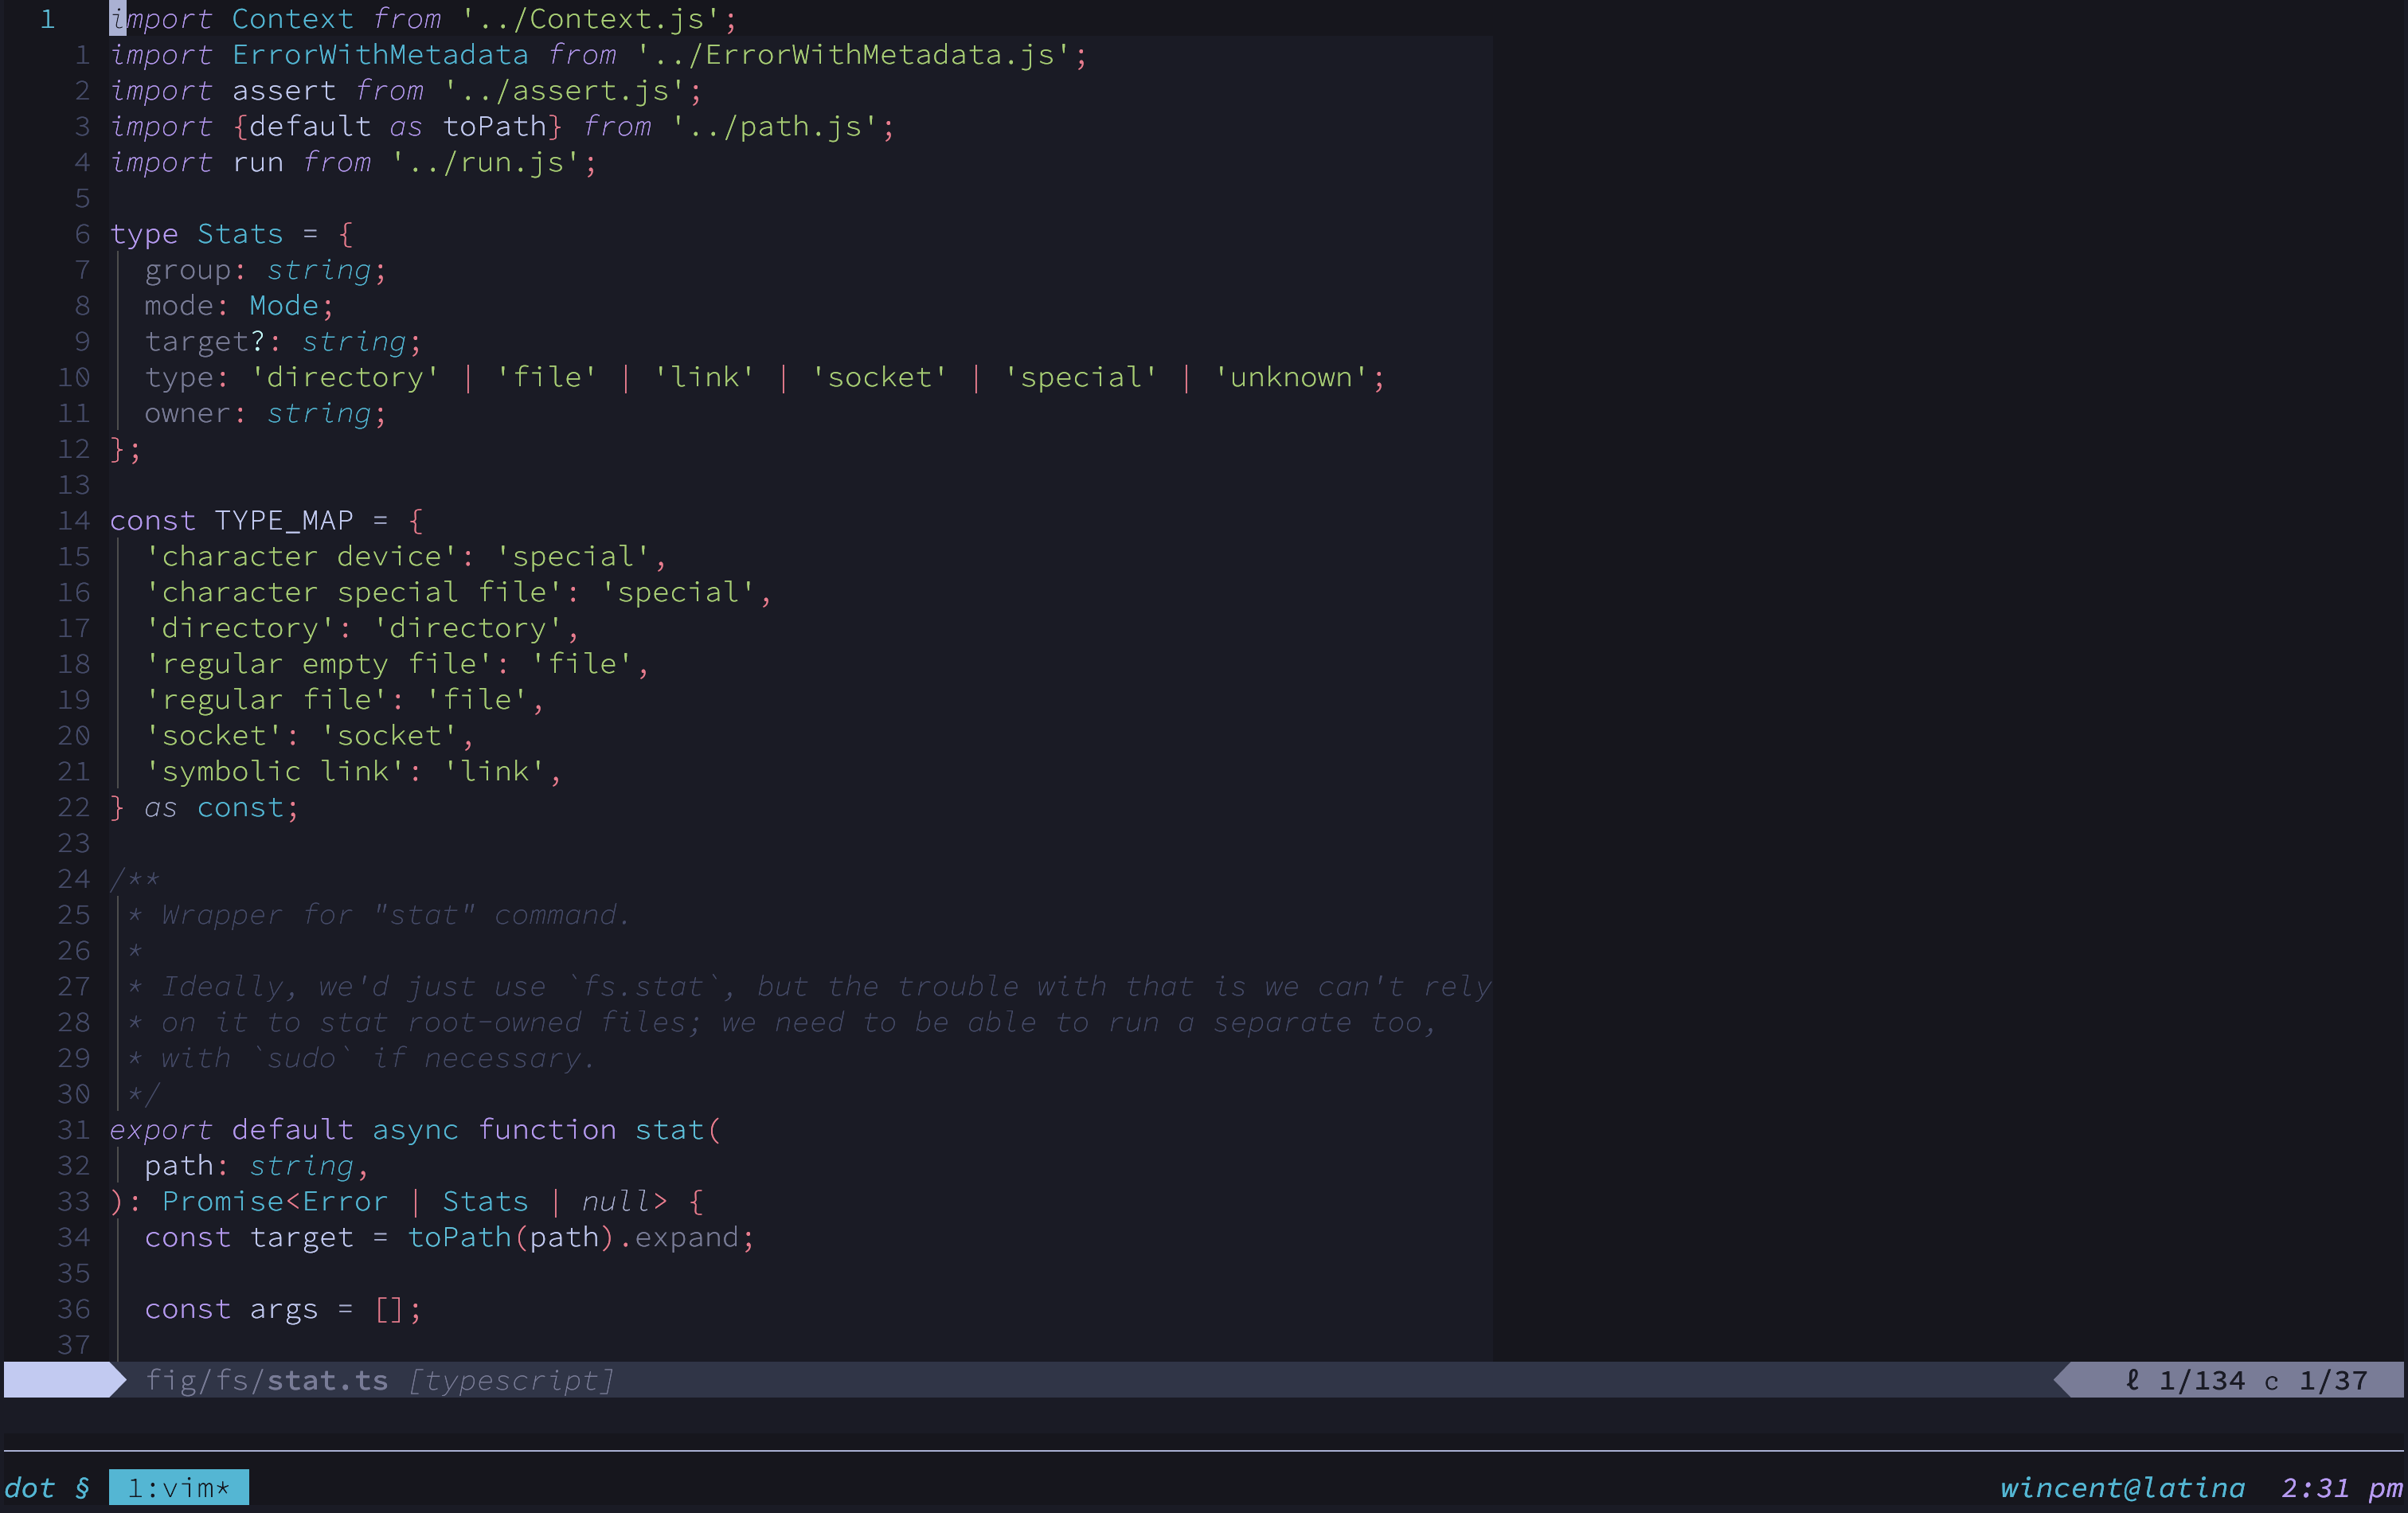 1 import Context from '../Context.js';
1 import ErrorWithMetadata from '../ErrorWithMetadata.js';
2 import assert from '../assert.js';
3 import {default as toPath} from '../path.js';
4 import run from '../run.js';
5
6 type Stats = {
7 group: string;
8 mode: Mode;
9 target?: string;
10 type: 'directory' | 'file' | 'link' | 'socket' | 'special' | 'unknown';
11 owner: string;
12 };
13
14 const TYPE_MAP = {
15 'character device': 'special',
16 'character special file': 'special',
17 'directory': 'directory',
18 'regular empty file': 'file',
19 'regular file': 'file',
20 'socket': 'socket',
21 'symbolic link': 'link',
22 } as const;
23
24 /**
25 * Wrapper for "stat" command.
26 *
27 * Ideally, we'd just use `fs.stat`, but the trouble with that is we can't rely
28 * on it to stat root-owned files; we need to be able to run a separate too,
29 * with `sudo` if necessary.
30 */
31 export default async function stat(
32 path: string,
33 ): Promise<Error | Stats | null> {
34 const target = toPath(path).expand;
35
36 const args = [];
37
fig/fs/stat.ts [typescript] ℓ 1/134 c 1/37
dot § 1:vim* wincent@latina 2:31 pm